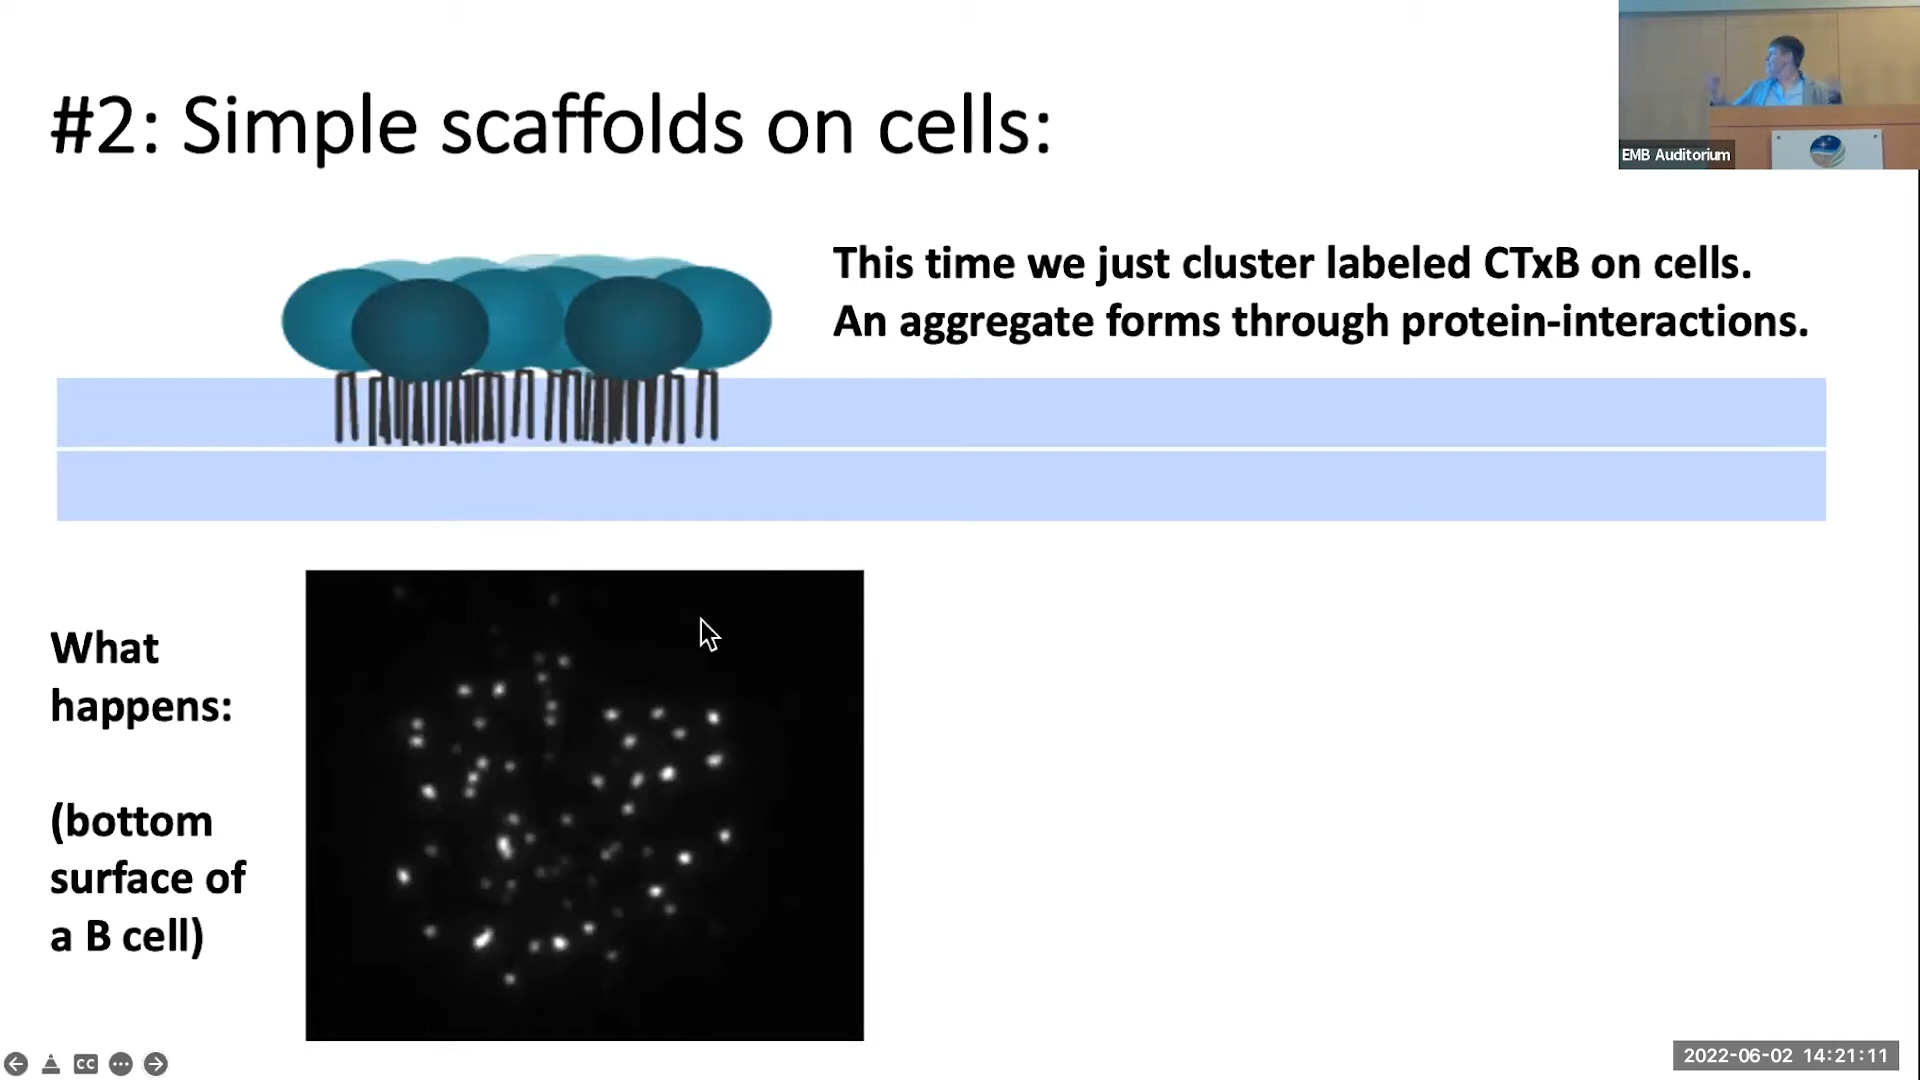 #2: Simple scaffolds on cells:
EMB Auditorium
This time we just cluster labeled CTxB on cells.
An aggregate forms through protein-interactions.
What
happens:
(bottom
surface of
a B cell)
CC
2022-06-02 14:21:11